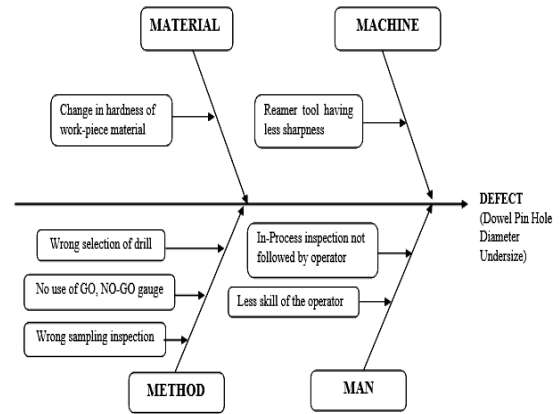 MATERIAL
MACHINE
Change in hardness of
work-piece material
Reamer tool having
less sharpness
DEFECT
(Dowel Pin Hole
Diameter
Undersize)
Wrong selection of drill
No use of GO, NO-GO gauge
Wrong sampling inspection
In-Process inspection not
followed by operator
Less skill of the operator
METHOD
MAN